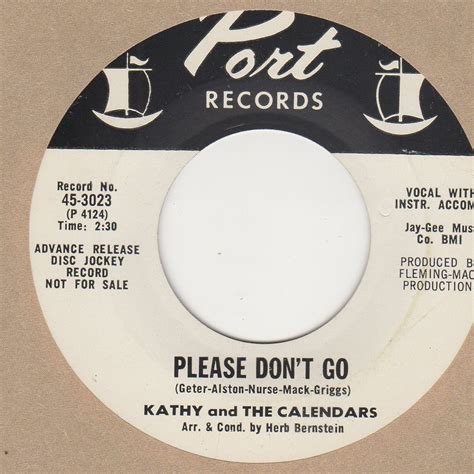 Port
RECORDS
Record No.
45-3023
(P 4124)
Time: 2:30
ADVANCE RELEASE
DISC JOCKEY
RECORD
NOT FOR SALE
VOCAL WITH
INSTR. ACCOM
Jay-Gee Mus
Co. BMI
PRODUCED B
FLEMING-MAC
PLEASE DON'T GO
(Geter-Alston-Nurse-Mack-Griggs)
KATHY and THE CALENDARS
Arr. & Cond. by Herb Bernstein